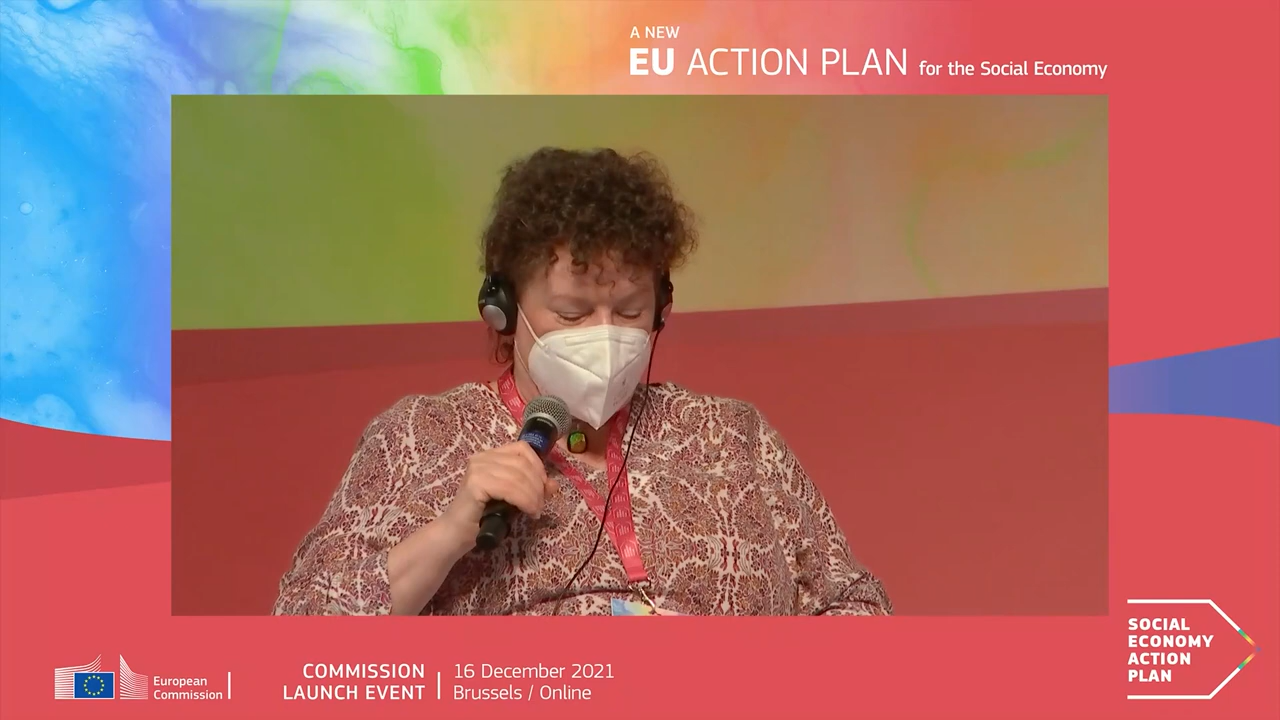 A NEW
EU ACTION PLAN for the Social Economy
SOCIAL
ECONOMY
ACTION
PLAN
European
Commission
COMMISSION
LAUNCH EVENT
16 December 2021
Brussels / Online